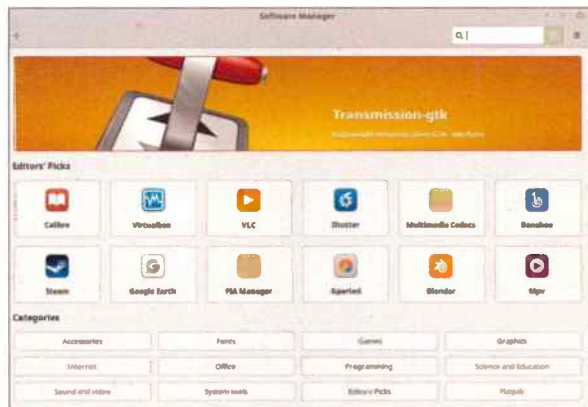 Software Manager
Transmission-gtk
Editors' Picks
Calibre
Virtualbox
VLC
Shutter
Multimedia Codecs
Banshee
Steam
Google Earth
PIA Manager
Gparted
Blender
Mpv
Categories
Accessories
Fonts
Games
Graphics
Internet
Office
Programming
Science and Education
Sound and video
System tools
Editors' Picks
Flatpak